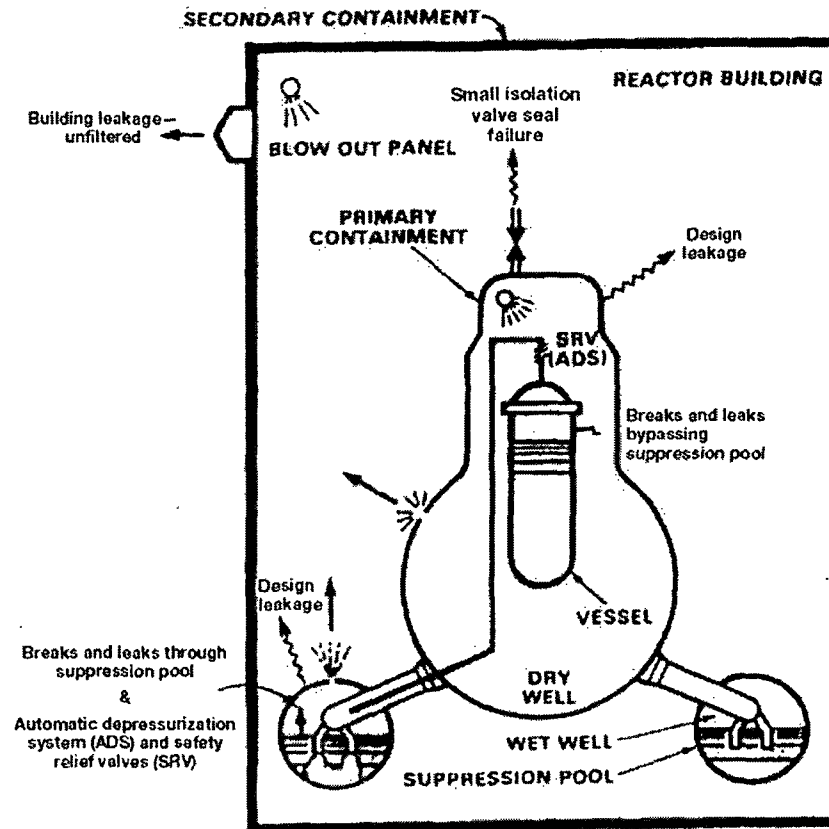 SECONDARY CONTAINMENT
REACTOR BUILDING
Small isolation
valve seal
failure
Building leakage—
unfiltered
BLOW OUT PANEL
PRIMARY
CONTAINMENT
Design
leakage
SRV
(ADS)
Breaks and leaks
bypassing
suppression pool
Design
leakage
VESSEL
Breaks and leaks through
suppression pool
&
Automatic depressurization
system (ADS) and safety
relief valves (SRV)
DRY
WELL
WET WELL
SUPPRESSION POOL